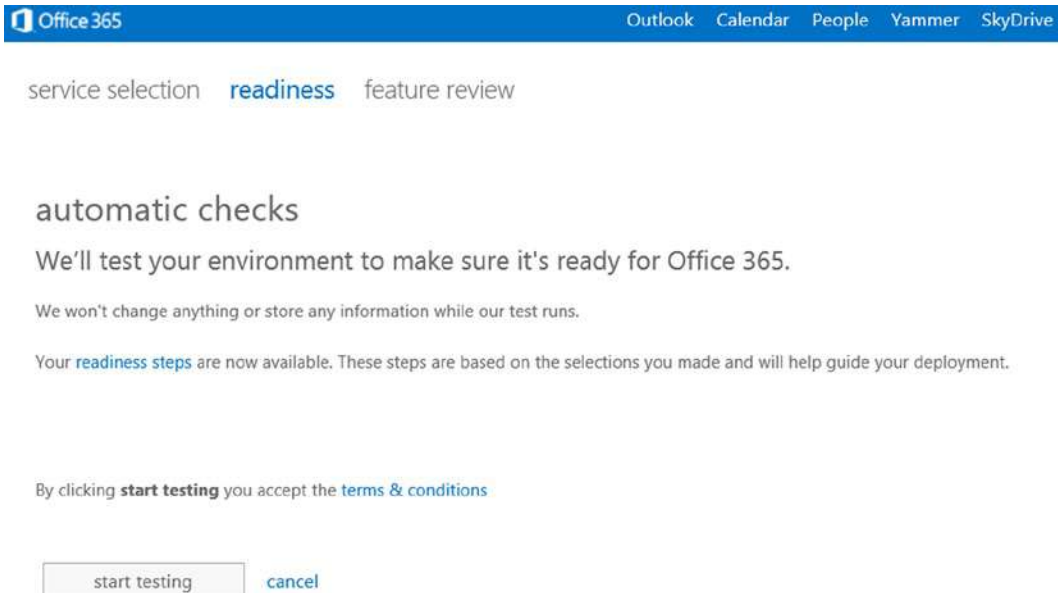 Office 365 Outlook Calendar People Yammer SkyDrive
service selection readiness feature review
automatic checks
We'll test your environment to make sure it's ready for Office 365.
We won't change anything or store any information while our test runs.
Your readiness steps are now available. These steps are based on the selections you made and will help guide your deployment.
By clicking start testing you accept the terms & conditions
start testing cancel